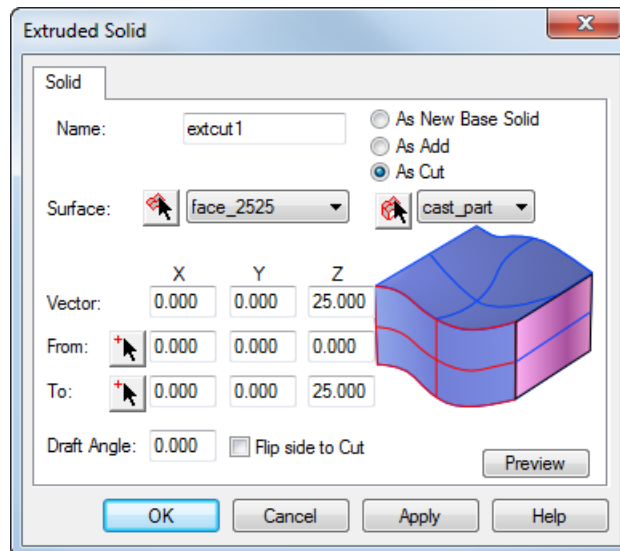 Extruded Solid
Solid
Name: extcut1
As New Base Solid
As Add
As Cut
Surface: face_2525 cast_part
X Y Z
Vector: 0.000 0.000 25.000
From: 0.000 0.000 0.000
To: 0.000 0.000 25.000
Draft Angle: 0.000 Flip side to Cut
Preview
OK Cancel Apply Help